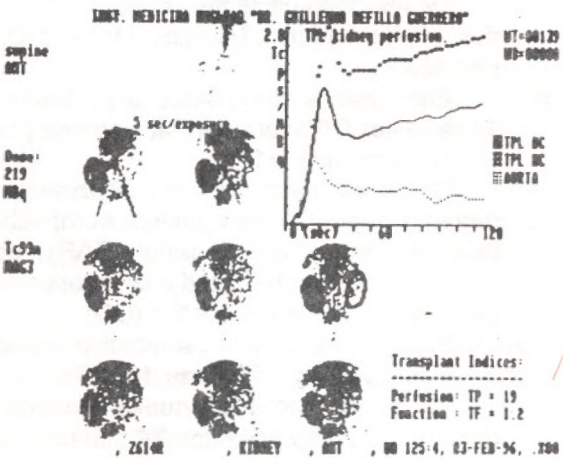 INST. MEDICINA NUCLEAR "DR. GUILLERMO
supine
ANT
2.0
TPL kidney perfusion.
5 sec/exposure
Dose:
219
MBq
Tc99m
MAG3
TPL BC
TPL BC
AORTA
0 (sec) 60 120
Transplant Indices:
Perfusion: TP = 19
Function : TF = 1.2
, KIDNEY , ANT , 03-FEB-96,